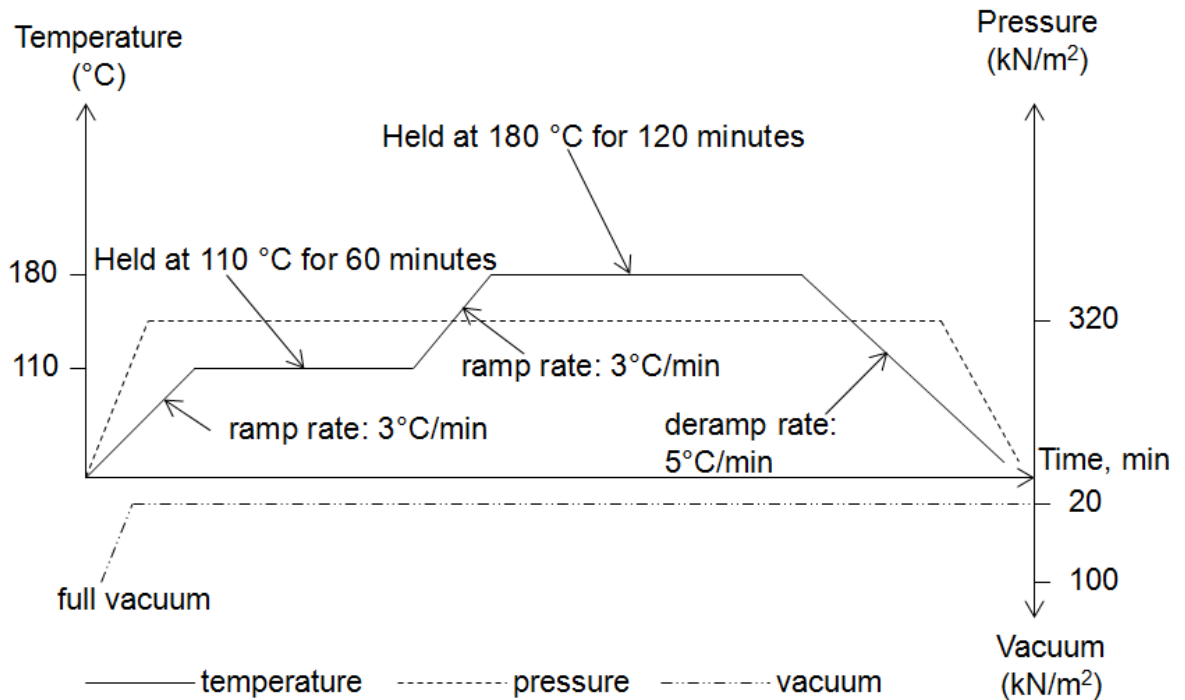 Temperature
(°C)
Pressure
(kN/m²)
Held at 180 °C for 120 minutes
Held at 110 °C for 60 minutes
180
320
110
ramp rate: 3°C/min
ramp rate: 3°C/min
deramp rate:
5°C/min
Time, min
20
full vacuum
100
Vacuum
(kN/m²)
temperature
pressure
vacuum